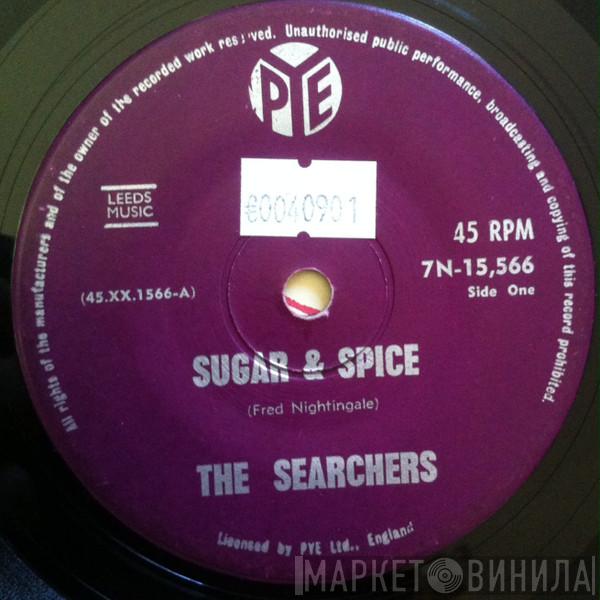 All rights of the manufacturers and of the owner of the recorded work reserved. Unauthorised public performance, broadcasting and copying of this record prohibited.
PYE
LEEDS
MUSIC
€0040901
45 RPM
7N-15,566
Side One
(45.XX.1566-A)
SUGAR & SPICE
(Fred Nightingale)
THE SEARCHERS
Licensed by PYE Ltd., England
МАРКЕТ ВИНИЛА